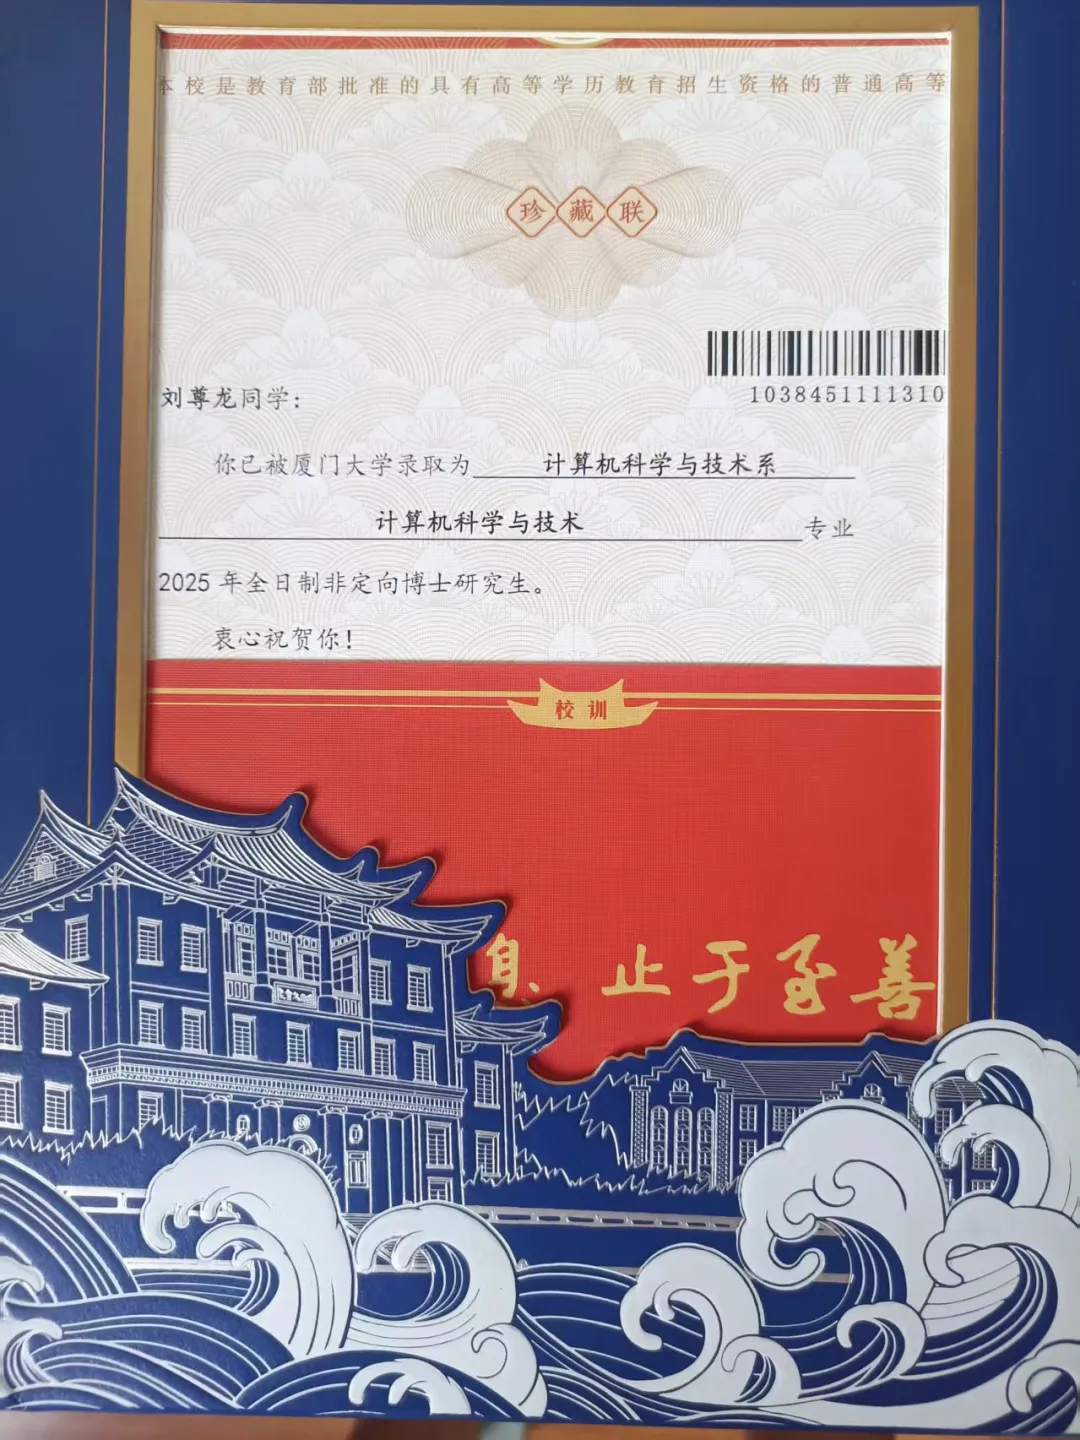 本校是教育部批准的具有高等学历教育招生资格的普通高等
珍藏联
1038451111310
刘尊龙同学：
你已被厦门大学录取为 计算机科学与技术系
计算机科学与技术 专业
2025 年全日制非定向博士研究生。
衷心祝贺你！
校训
息、止于至善